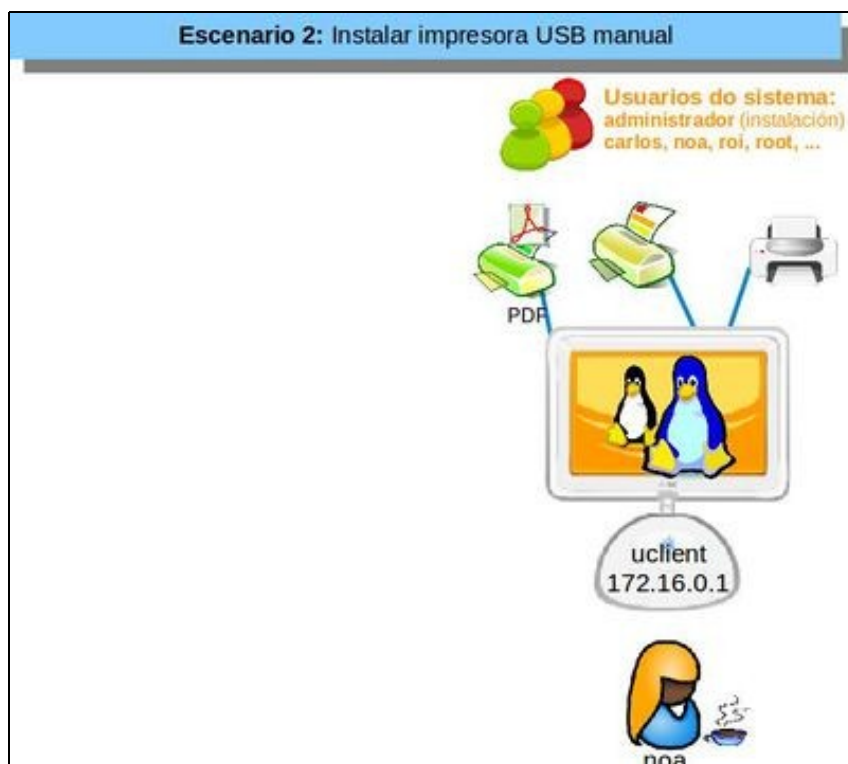 Escenario 2: Instalar impresora USB manual
Usuarios do sistema:
administrador (instalación)
carlos, noa, roi, root, ...
PDF
uclient
172.16.0.1
noa